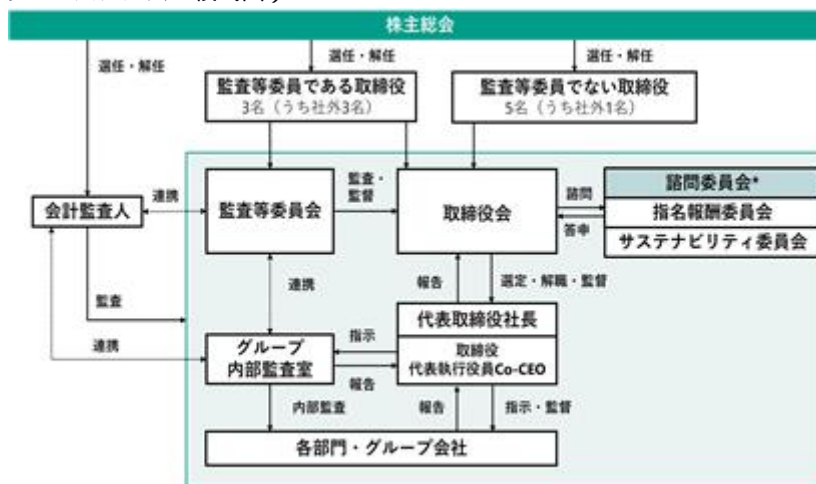 株主総会
選任・解任
選任・解任
選任・解任
監査等委員である取締役
3名（うち社外3名）
監査等委員でない取締役
5名（うち社外1名）
会計監査人
連携
監査等委員会
監査・
監督
取締役会
諮問
答申
諮問委員会*
指名報酬委員会
サステナビリティ委員会
監査
連携
連携
報告
選定・解職・監督
代表取締役社長
取締役
代表執行役員Co-CEO
指示
報告
グループ
内部監査室
内部監査
報告
指示・監督
各部門・グループ会社